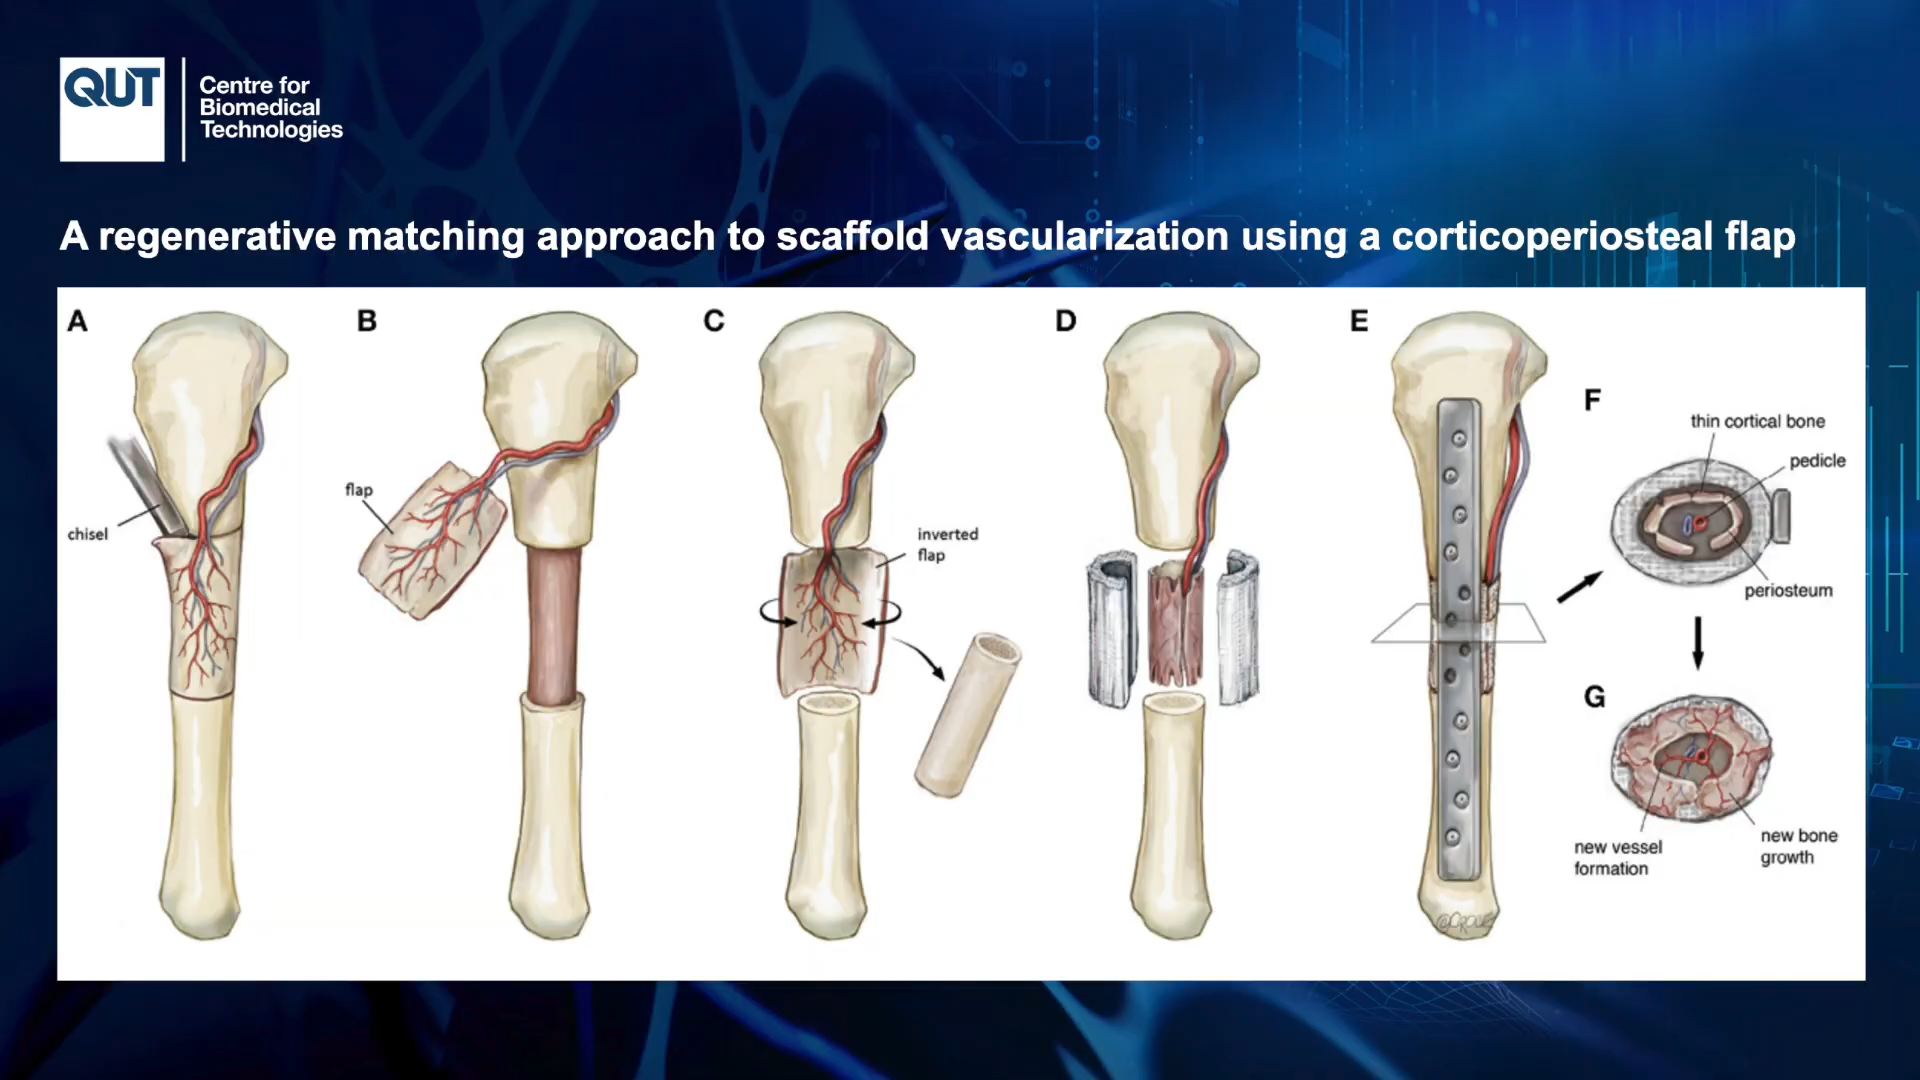 QUT
Centre for
Biomedical
Technologies
A regenerative matching approach to scaffold vascularization using a corticoperiosteal flap
A
chisel
B
flap
C
inverted
flap
D
E
F
thin cortical bone
pedicle
periosteum
G
new vessel
formation
new bone
growth